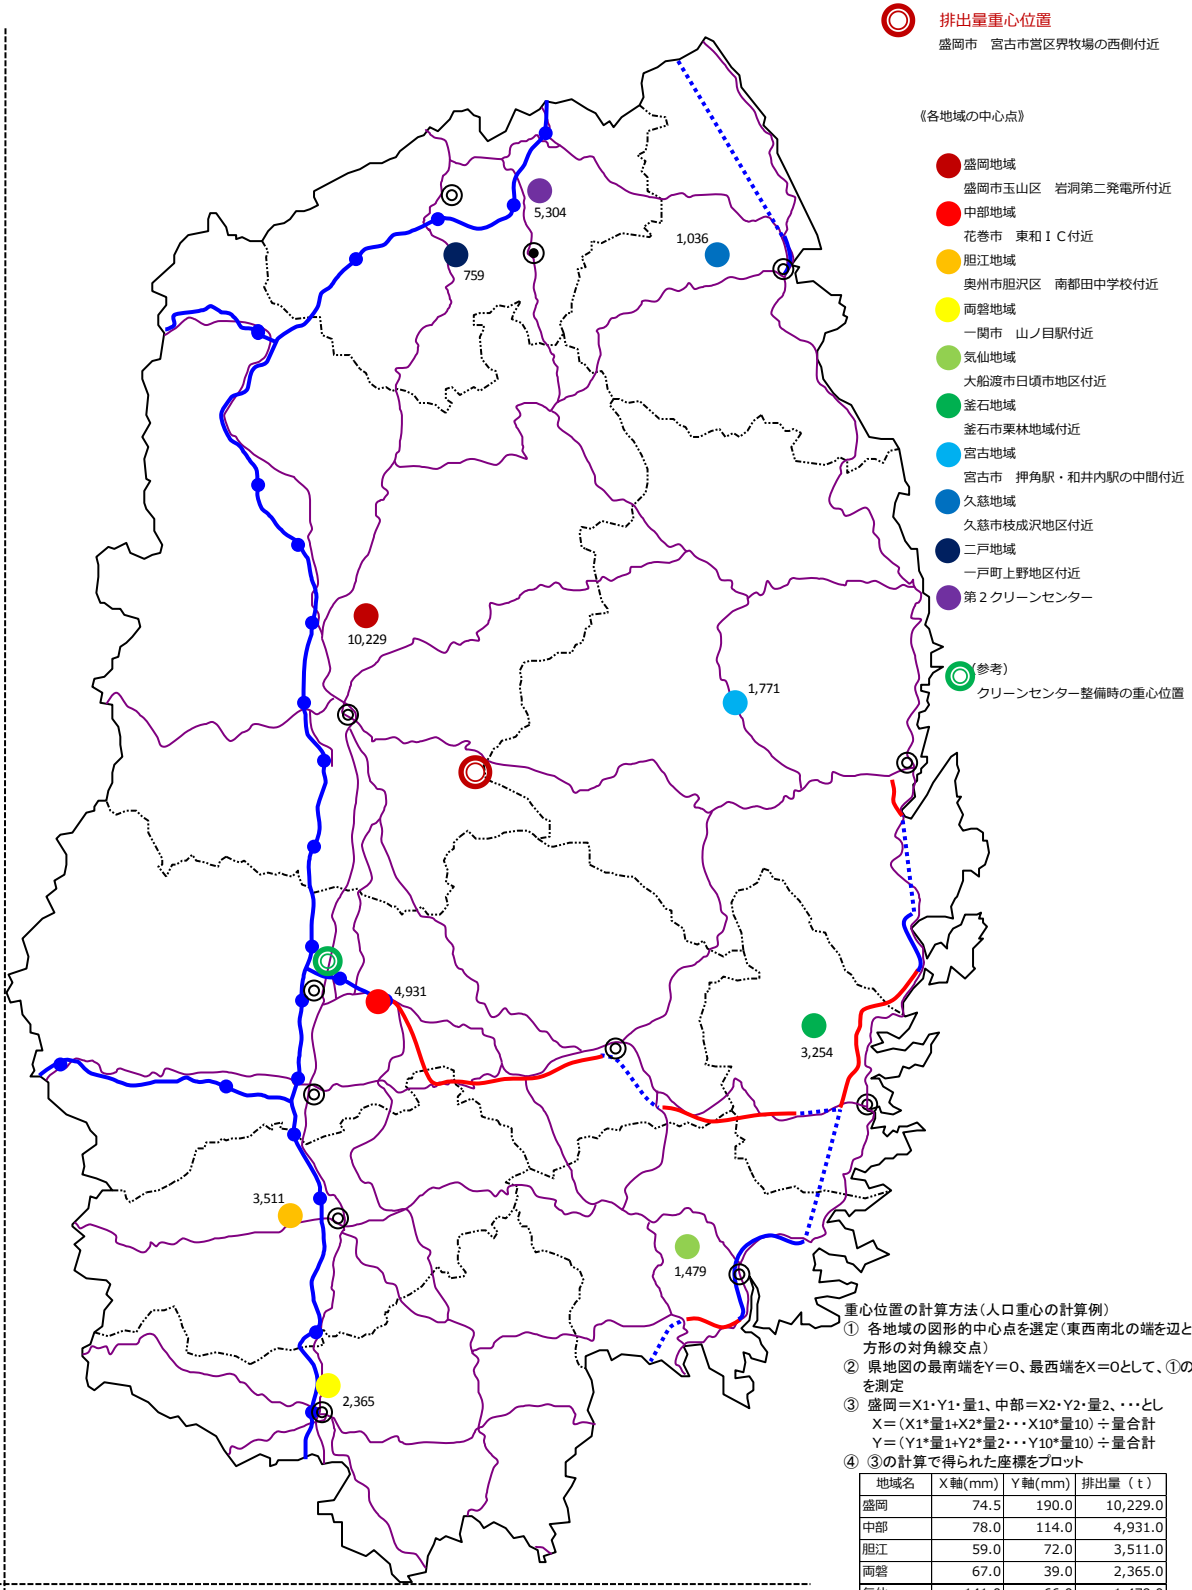 排出量重心位置
盛岡市　宮古市営区界牧場の西側付近
《各地域の中心点》
盛岡地域
盛岡市玉山区　岩洞第二発電所付近
中部地域
花巻市　東和ＩＣ付近
胆江地域
奥州市胆沢区　南都田中学校付近
両磐地域
一関市　山ノ目駅付近
気仙地域
大船渡市日頃市地区付近
釜石地域
釜石市栗林地域付近
宮古地域
宮古市　押角駅・和井内駅の中間付近
久慈地域
久慈市枝成沢地区付近
二戸地域
一戸町上野地区付近
第２クリーンセンター
(参考)
クリーンセンター整備時の重心位置
5,304
1,036
759
10,229
1,771
4,931
3,254
3,511
1,479
2,365
重心位置の計算方法（人口重心の計算例）
① 各地域の図形的中心点を選定（東西南北の端を辺と
方形の対角線交点）
② 県地図の最南端をY＝0、最西端をX＝0として、①の
を測定
③ 盛岡＝X1・Y1・量1、中部＝X2・Y2・量2、・・・とし
X＝（X1*量1+X2*量2・・・X10*量10）÷量合計
Y＝（Y1*量1+Y2*量2・・・Y10*量10）÷量合計
④ ③の計算で得られた座標をプロット
地域名 X軸(mm) Y軸(mm) 排出量（ｔ）
盛岡 74.5 190.0 10,229.0
中部 78.0 114.0 4,931.0
胆江 59.0 72.0 3,511.0
両磐 67.0 39.0 2,365.0